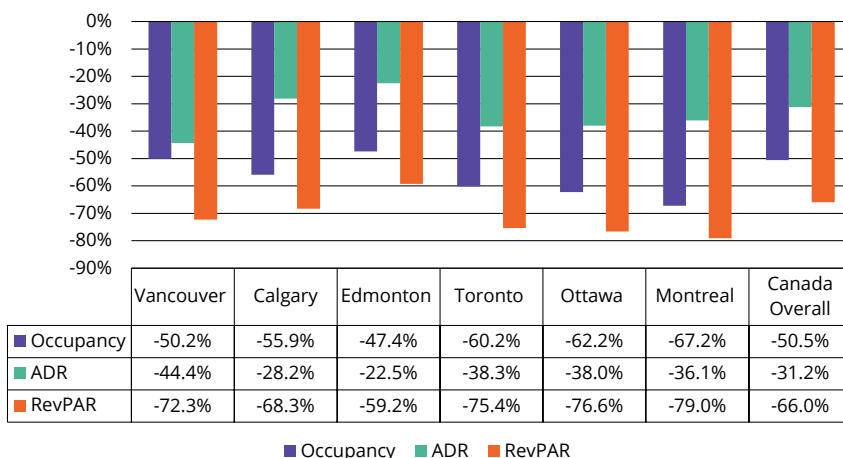 0%
-10%
-20%
-30%
-40%
-50%
-60%
-70%
-80%
-90%
Vancouver Calgary Edmonton Toronto Ottawa Montreal Canada Overall
Occupancy -50.2% -55.9% -47.4% -60.2% -62.2% -67.2% -50.5%
ADR -44.4% -28.2% -22.5% -38.3% -38.0% -36.1% -31.2%
RevPAR -72.3% -68.3% -59.2% -75.4% -76.6% -79.0% -66.0%
Occupancy ADR RevPAR